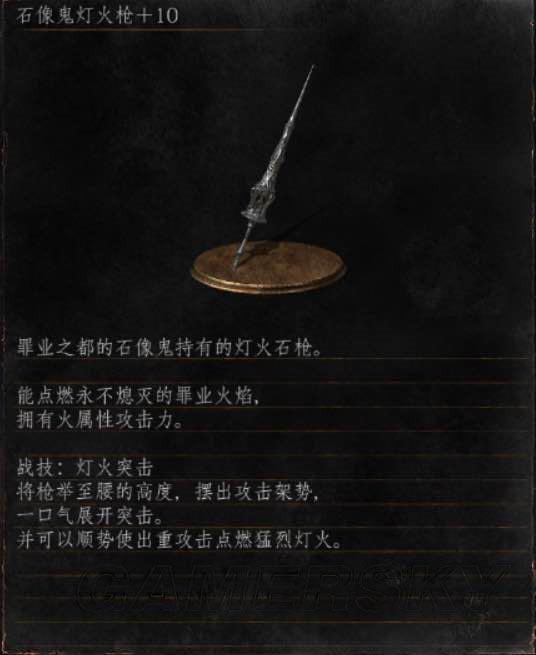 石像鬼灯火枪+10
罪业之都的石像鬼持有的灯火石枪。
能点燃永不熄灭的罪业火焰，
拥有火属性攻击力。
战技：灯火突击
将枪举至腰的高度，摆出攻击架势，
一口气展开突击。
并可以顺势使出重攻击点燃猛烈灯火。
GAMERSKY